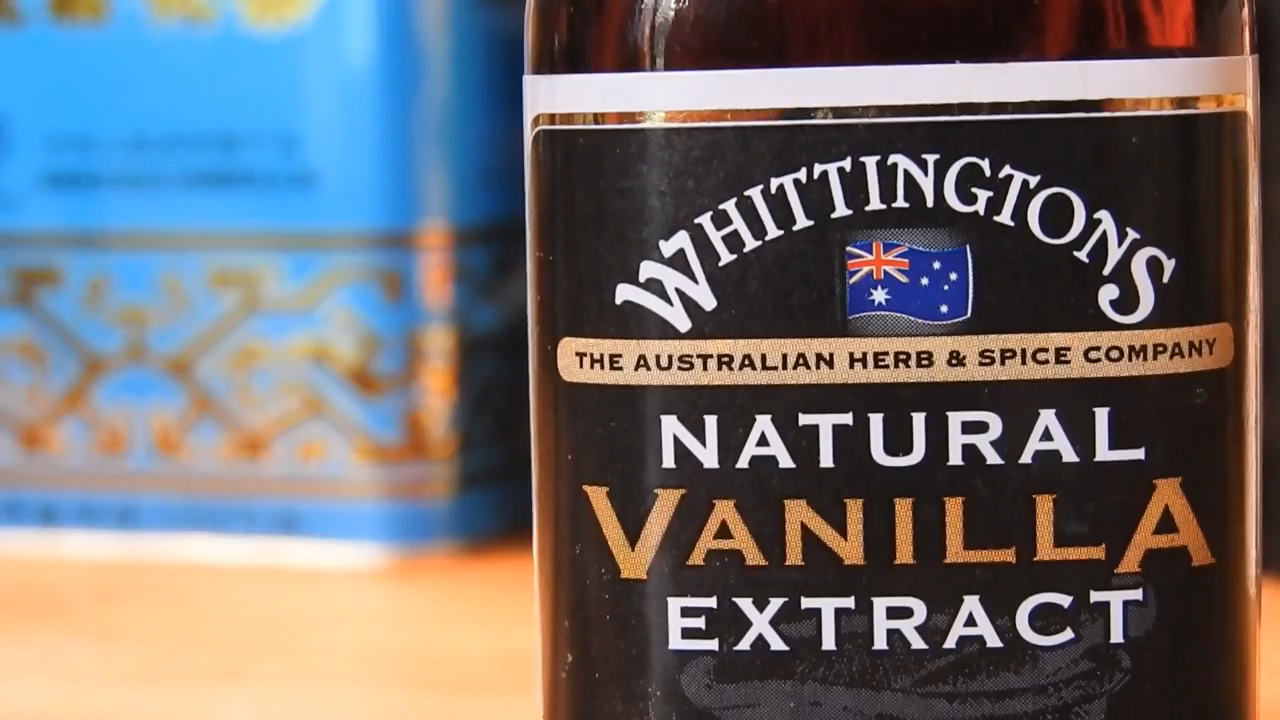 WHITTINGTONS
THE AUSTRALIAN HERB & SPICE COMPANY
NATURAL
VANILLA
EXTRACT